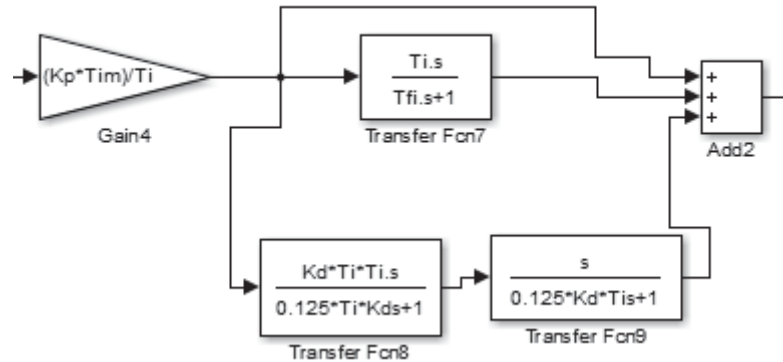 (Kp*Tim)/Ti
Gain4
Ti.s
Tfi.s+1
Transfer Fcn7
+
+
+
Add2
Kd*Ti*Ti.s
0.125*Ti*Kds+1
Transfer Fcn8
s
0.125*Kd*Tis+1
Transfer Fcn9